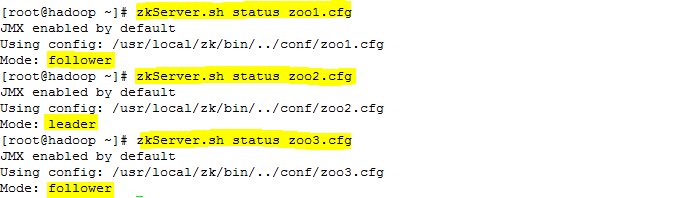 [root@hadoop ~]# zkServer.sh status zoo1.cfg
JMX enabled by default
Using config: /usr/local/zk/bin/../conf/zoo1.cfg
Mode: follower
[root@hadoop ~]# zkServer.sh status zoo2.cfg
JMX enabled by default
Using config: /usr/local/zk/bin/../conf/zoo2.cfg
Mode: leader
[root@hadoop ~]# zkServer.sh status zoo3.cfg
JMX enabled by default
Using config: /usr/local/zk/bin/../conf/zoo3.cfg
Mode: follower